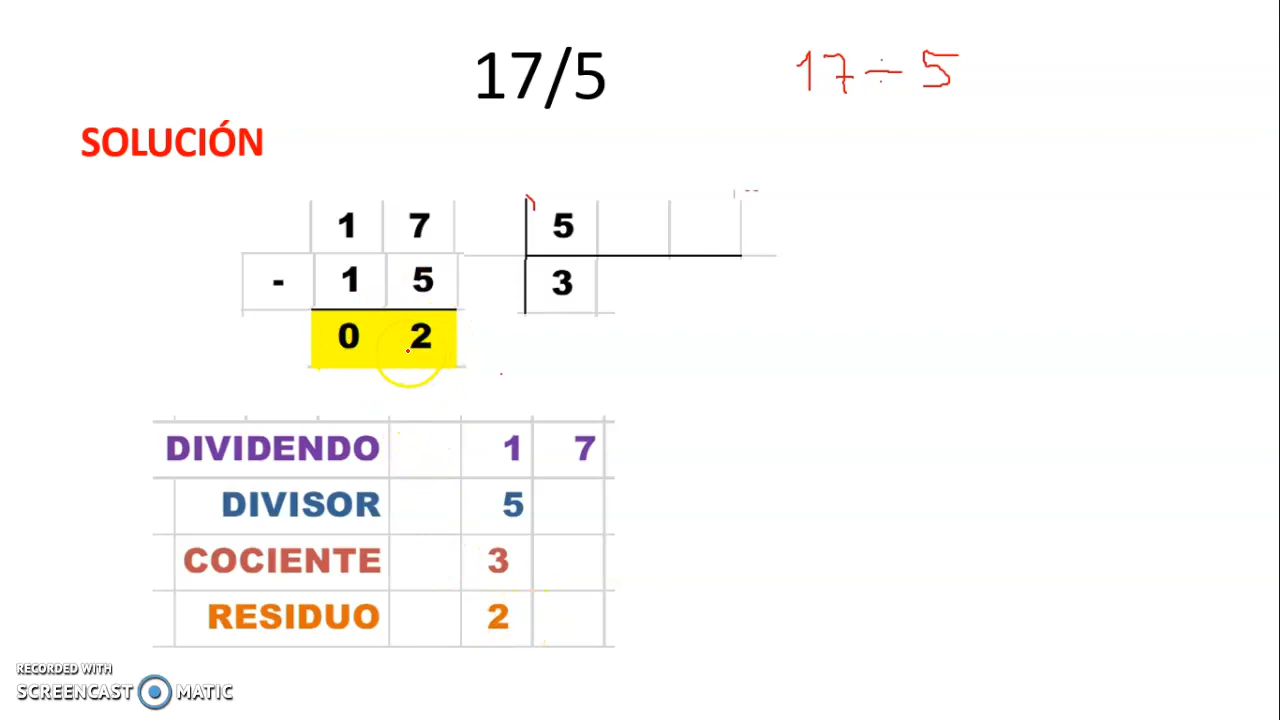 17/5
17 ÷ 5
SOLUCIÓN
1 7 5
- 1 5 3
0 2
DIVIDENDO 1 7
DIVISOR 5
COCIENTE 3
RESIDUO 2
RECORDED WITH
SCREENCAST MATIC